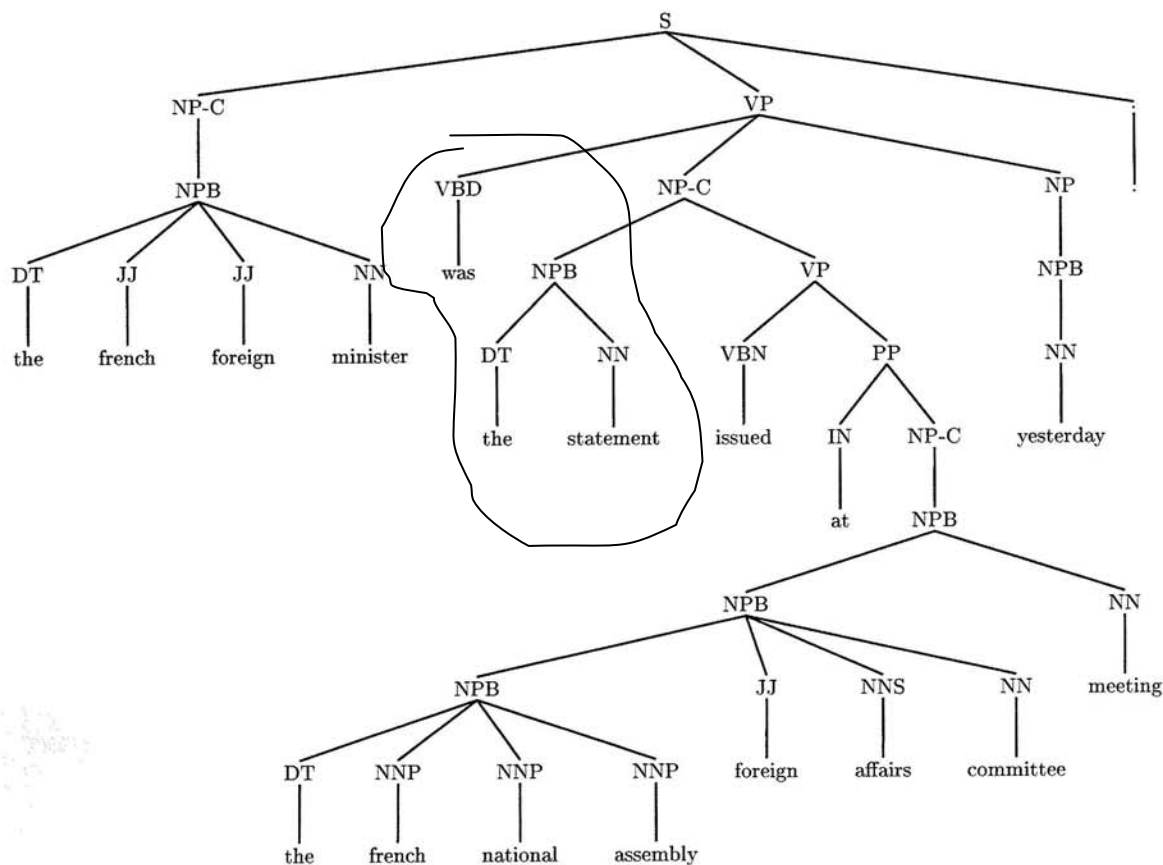 S
NP-C VP .
NPB VBD NP-C NP .
DT JJ JJ NN was NPB VP NPB
the french foreign minister DT NN VBN PP NN
the statement issued IN NP-C yesterday
at NPB
NPB NN
NPB JJ NNS NN meeting
DT NNP NNP NNP foreign affairs committee
the french national assembly